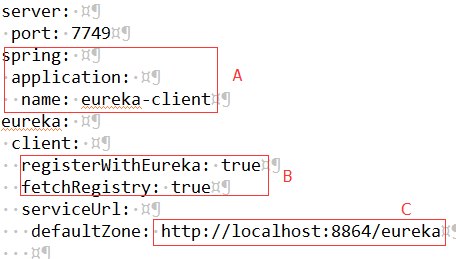 server:
 port: 7749
spring:
 application:
  name: eureka-client
A
eureka:
 client:
  registerWithEureka: true
  fetchRegistry: true
B
  serviceUrl:
C
   defaultZone: http://localhost:8864/eureka